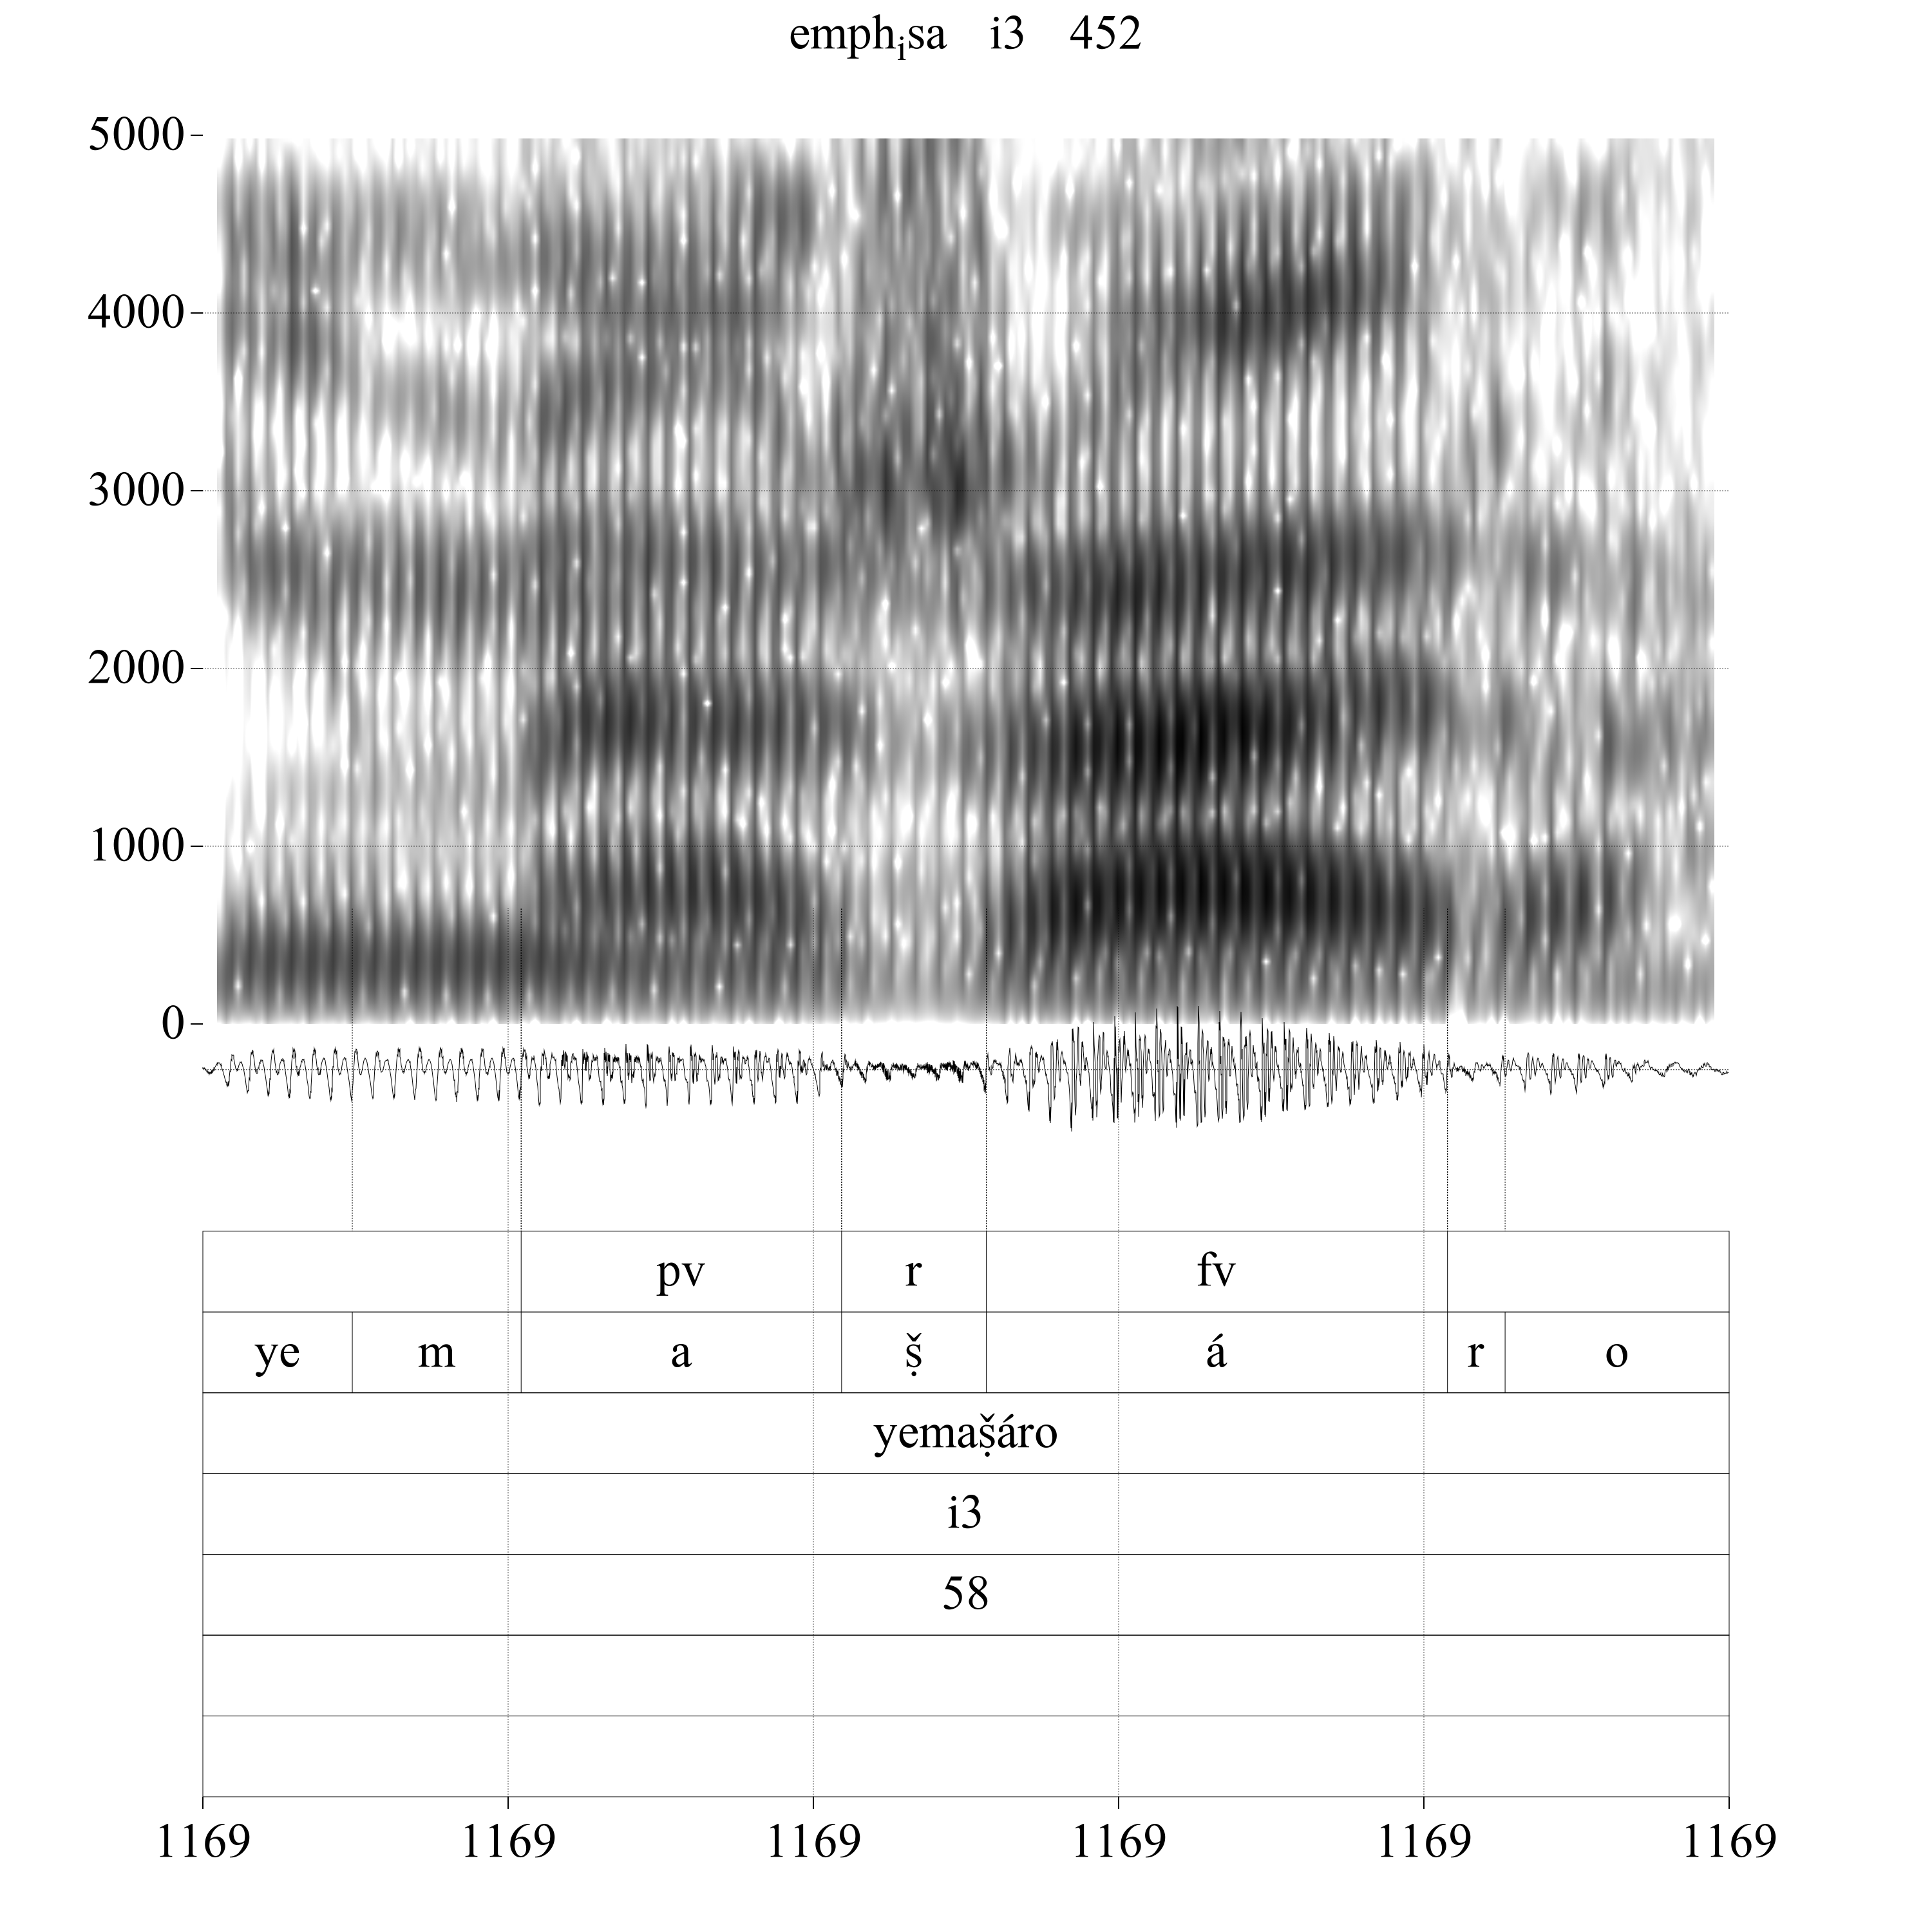 emphᵢsa i3 452
5000
4000
3000
2000
1000
0
pv r fv
ye m a ṣ̌ á r o
yemaṣ̌áro
i3
58
1169 1169 1169 1169 1169 1169